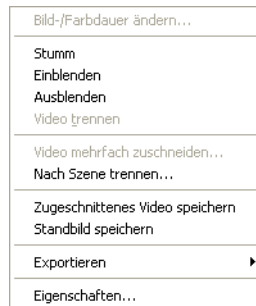 Bild-/Farbdauer ändern...
Stumm
Einblenden
Ausblenden
Video trennen
Video mehrfach zuschneiden...
Nach Szene trennen...
Zugeschnittenes Video speichern
Standbild speichern
Exportieren
Eigenschaften...